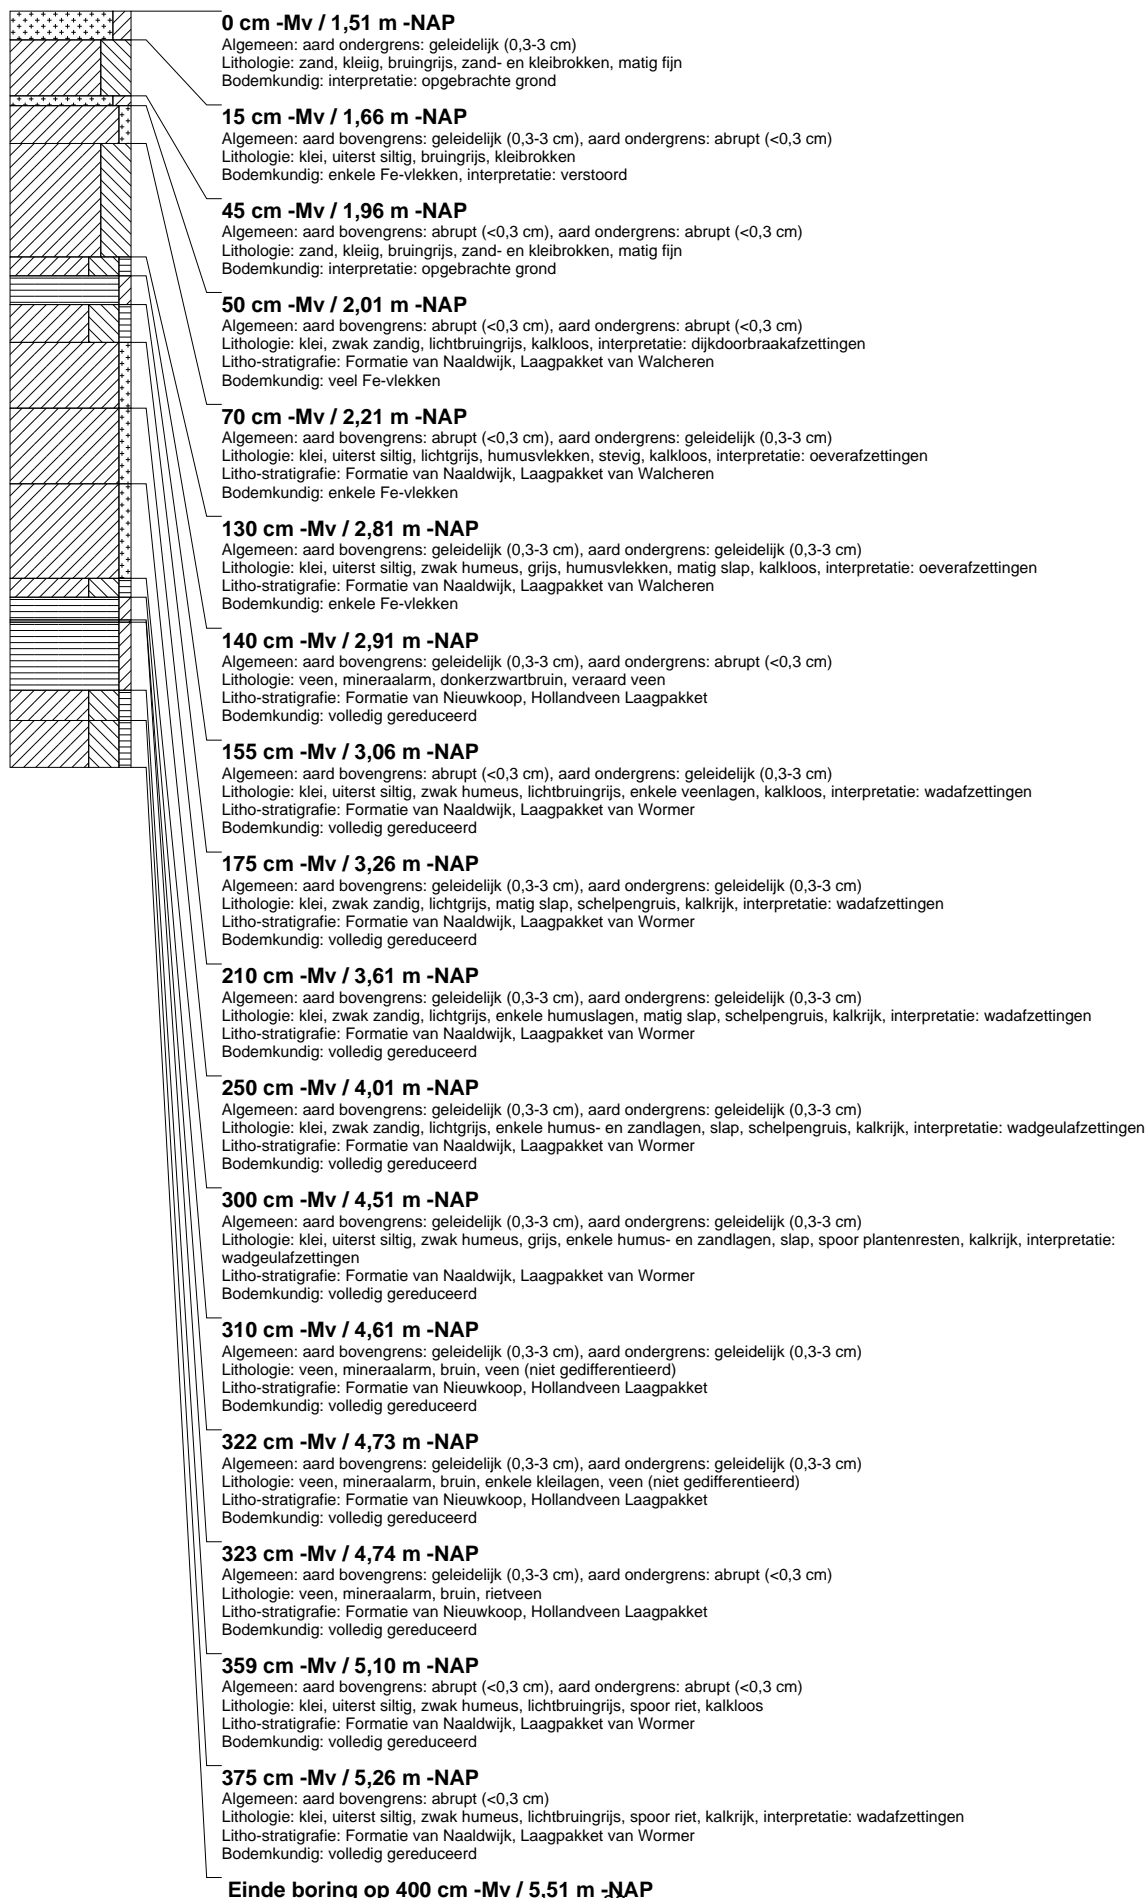 0 cm -Mv / 1,51 m -NAP
Algemeen: aard ondergrens: geleidelijk (0,3-3 cm)
Lithologie: zand, kleiig, bruingrijs, zand- en kleibrokken, matig fijn
Bodemkundig: interpretatie: opgebrachte grond
15 cm -Mv / 1,66 m -NAP
Algemeen: aard bovengrens: geleidelijk (0,3-3 cm), aard ondergrens: abrupt (<0,3 cm)
Lithologie: klei, uiterst siltig, bruingrijs, kleibrokken
Bodemkundig: enkele Fe-vlekken, interpretatie: verstoord
45 cm -Mv / 1,96 m -NAP
Algemeen: aard bovengrens: abrupt (<0,3 cm), aard ondergrens: abrupt (<0,3 cm)
Lithologie: zand, kleiig, bruingrijs, zand- en kleibrokken, matig fijn
Bodemkundig: interpretatie: opgebrachte grond
50 cm -Mv / 2,01 m -NAP
Algemeen: aard bovengrens: abrupt (<0,3 cm), aard ondergrens: abrupt (<0,3 cm)
Lithologie: klei, zwak zandig, lichtbruingrijs, kalkloos, interpretatie: dijkdoorbraakafzettingen
Litho-stratigrafie: Formatie van Naaldwijk, Laagpakket van Walcheren
Bodemkundig: veel Fe-vlekken
70 cm -Mv / 2,21 m -NAP
Algemeen: aard bovengrens: abrupt (<0,3 cm), aard ondergrens: geleidelijk (0,3-3 cm)
Lithologie: klei, uiterst siltig, lichtgrijs, humusvlekken, stevig, kalkloos, interpretatie: oeverafzettingen
Litho-stratigrafie: Formatie van Naaldwijk, Laagpakket van Walcheren
Bodemkundig: enkele Fe-vlekken
130 cm -Mv / 2,81 m -NAP
Algemeen: aard bovengrens: geleidelijk (0,3-3 cm), aard ondergrens: geleidelijk (0,3-3 cm)
Lithologie: klei, uiterst siltig, zwak humeus, grijs, humusvlekken, matig slap, kalkloos, interpretatie: oeverafzettingen
Litho-stratigrafie: Formatie van Naaldwijk, Laagpakket van Walcheren
Bodemkundig: enkele Fe-vlekken
140 cm -Mv / 2,91 m -NAP
Algemeen: aard bovengrens: geleidelijk (0,3-3 cm), aard ondergrens: abrupt (<0,3 cm)
Lithologie: veen, mineraalarm, donkerzwartbruin, veraard veen
Litho-stratigrafie: Formatie van Nieuwkoop, Hollandveen Laagpakket
Bodemkundig: volledig gereduceerd
155 cm -Mv / 3,06 m -NAP
Algemeen: aard bovengrens: abrupt (<0,3 cm), aard ondergrens: geleidelijk (0,3-3 cm)
Lithologie: klei, uiterst siltig, zwak humeus, lichtbruingrijs, enkele veenlagen, kalkloos, interpretatie: wadafzettingen
Litho-stratigrafie: Formatie van Naaldwijk, Laagpakket van Wormer
Bodemkundig: volledig gereduceerd
175 cm -Mv / 3,26 m -NAP
Algemeen: aard bovengrens: geleidelijk (0,3-3 cm), aard ondergrens: geleidelijk (0,3-3 cm)
Lithologie: klei, zwak zandig, lichtgrijs, matig slap, schelpengruis, kalkrijk, interpretatie: wadafzettingen
Litho-stratigrafie: Formatie van Naaldwijk, Laagpakket van Wormer
Bodemkundig: volledig gereduceerd
210 cm -Mv / 3,61 m -NAP
Algemeen: aard bovengrens: geleidelijk (0,3-3 cm), aard ondergrens: geleidelijk (0,3-3 cm)
Lithologie: klei, zwak zandig, lichtgrijs, enkele humuslagen, matig slap, schelpengruis, kalkrijk, interpretatie: wadafzettingen
Litho-stratigrafie: Formatie van Naaldwijk, Laagpakket van Wormer
Bodemkundig: volledig gereduceerd
250 cm -Mv / 4,01 m -NAP
Algemeen: aard bovengrens: geleidelijk (0,3-3 cm), aard ondergrens: geleidelijk (0,3-3 cm)
Lithologie: klei, zwak zandig, lichtgrijs, enkele humus- en zandlagen, slap, schelpengruis, kalkrijk, interpretatie: wadgeulafzettingen
Litho-stratigrafie: Formatie van Naaldwijk, Laagpakket van Wormer
Bodemkundig: volledig gereduceerd
300 cm -Mv / 4,51 m -NAP
Algemeen: aard bovengrens: geleidelijk (0,3-3 cm), aard ondergrens: geleidelijk (0,3-3 cm)
Lithologie: klei, uiterst siltig, zwak humeus, grijs, enkele humus- en zandlagen, slap, spoor plantenresten, kalkrijk, interpretatie:
wadgeulafzettingen
Litho-stratigrafie: Formatie van Naaldwijk, Laagpakket van Wormer
Bodemkundig: volledig gereduceerd
310 cm -Mv / 4,61 m -NAP
Algemeen: aard bovengrens: geleidelijk (0,3-3 cm), aard ondergrens: geleidelijk (0,3-3 cm)
Lithologie: veen, mineraalarm, bruin, veen (niet gedifferentieerd)
Litho-stratigrafie: Formatie van Nieuwkoop, Hollandveen Laagpakket
Bodemkundig: volledig gereduceerd
322 cm -Mv / 4,73 m -NAP
Algemeen: aard bovengrens: geleidelijk (0,3-3 cm), aard ondergrens: geleidelijk (0,3-3 cm)
Lithologie: veen, mineraalarm, bruin, enkele kleilagen, veen (niet gedifferentieerd)
Litho-stratigrafie: Formatie van Nieuwkoop, Hollandveen Laagpakket
Bodemkundig: volledig gereduceerd
323 cm -Mv / 4,74 m -NAP
Algemeen: aard bovengrens: geleidelijk (0,3-3 cm), aard ondergrens: abrupt (<0,3 cm)
Lithologie: veen, mineraalarm, bruin, rietveen
Litho-stratigrafie: Formatie van Nieuwkoop, Hollandveen Laagpakket
Bodemkundig: volledig gereduceerd
359 cm -Mv / 5,10 m -NAP
Algemeen: aard bovengrens: abrupt (<0,3 cm), aard ondergrens: abrupt (<0,3 cm)
Lithologie: klei, uiterst siltig, zwak humeus, lichtbruingrijs, spoor riet, kalkloos
Litho-stratigrafie: Formatie van Naaldwijk, Laagpakket van Wormer
Bodemkundig: volledig gereduceerd
375 cm -Mv / 5,26 m -NAP
Algemeen: aard bovengrens: abrupt (<0,3 cm)
Lithologie: klei, uiterst siltig, zwak humeus, lichtbruingrijs, spoor riet, kalkrijk, interpretatie: wadafzettingen
Litho-stratigrafie: Formatie van Naaldwijk, Laagpakket van Wormer
Bodemkundig: volledig gereduceerd
Einde boring op 400 cm -Mv / 5,51 m -NAP